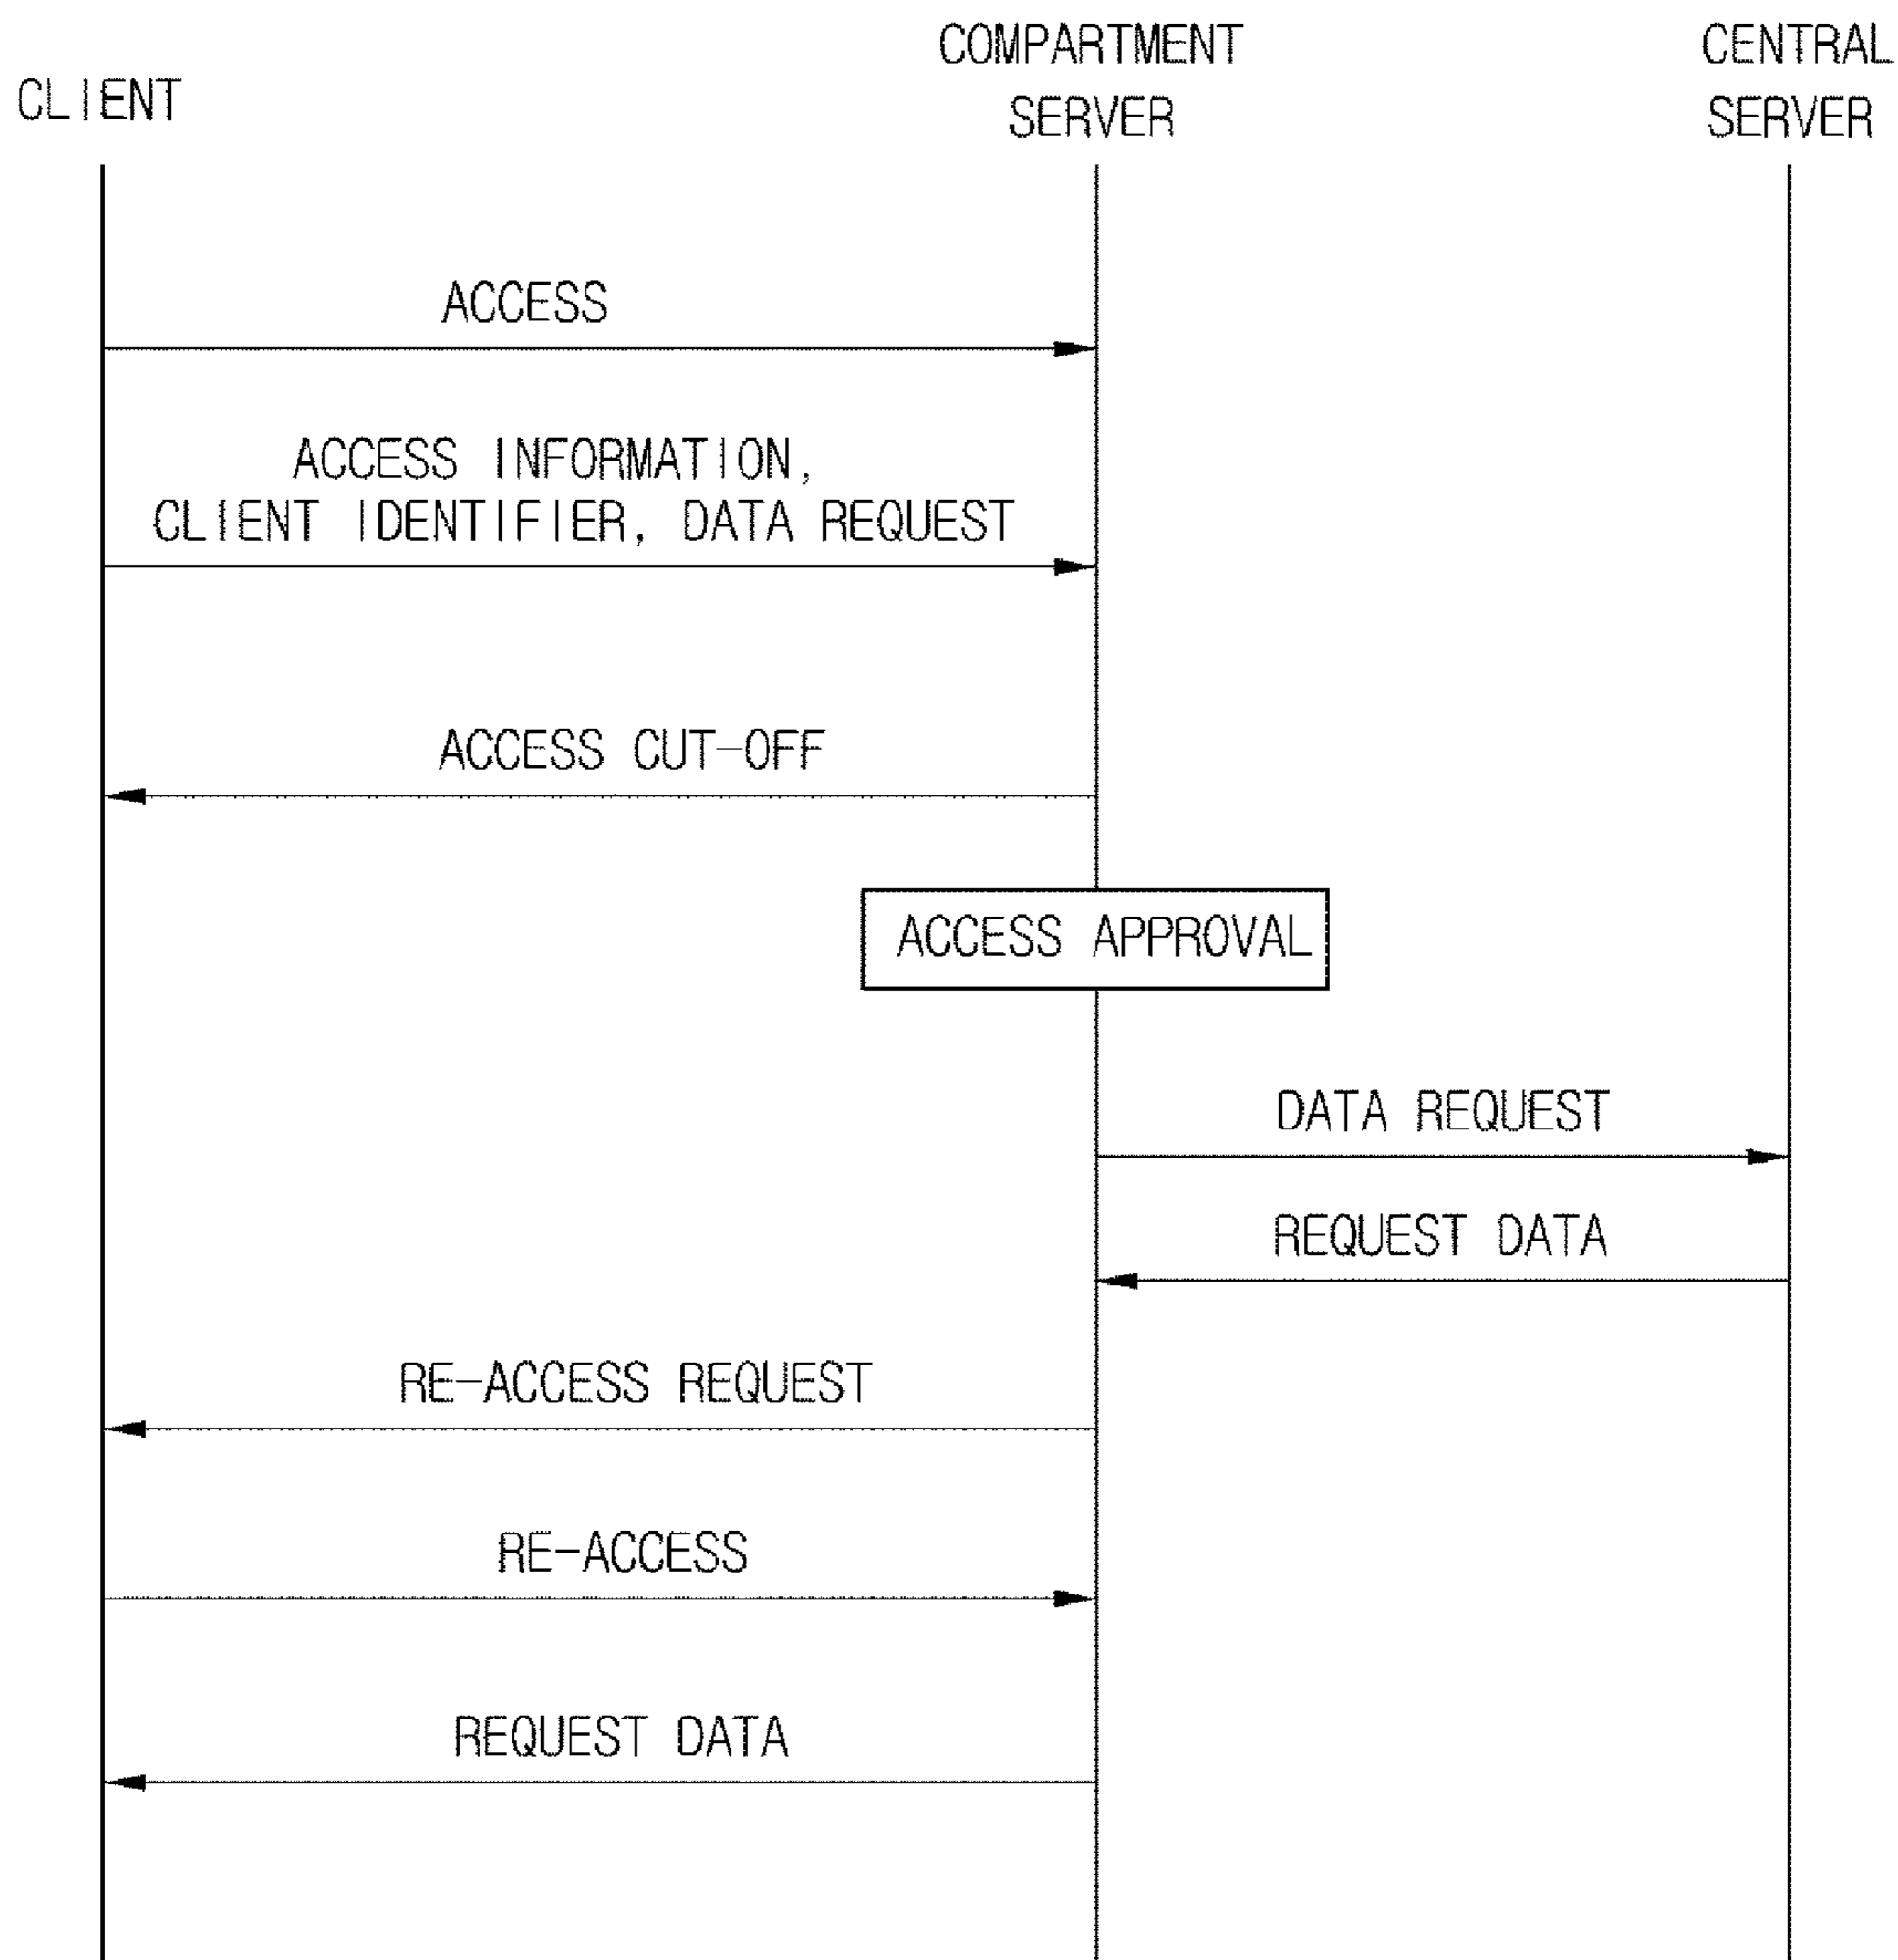 CLIENT
COMPARTMENT
SERVER
CENTRAL
SERVER
ACCESS
ACCESS INFORMATION,
CLIENT IDENTIFIER, DATA REQUEST
ACCESS CUT-OFF
ACCESS APPROVAL
DATA REQUEST
REQUEST DATA
RE-ACCESS REQUEST
RE-ACCESS
REQUEST DATA